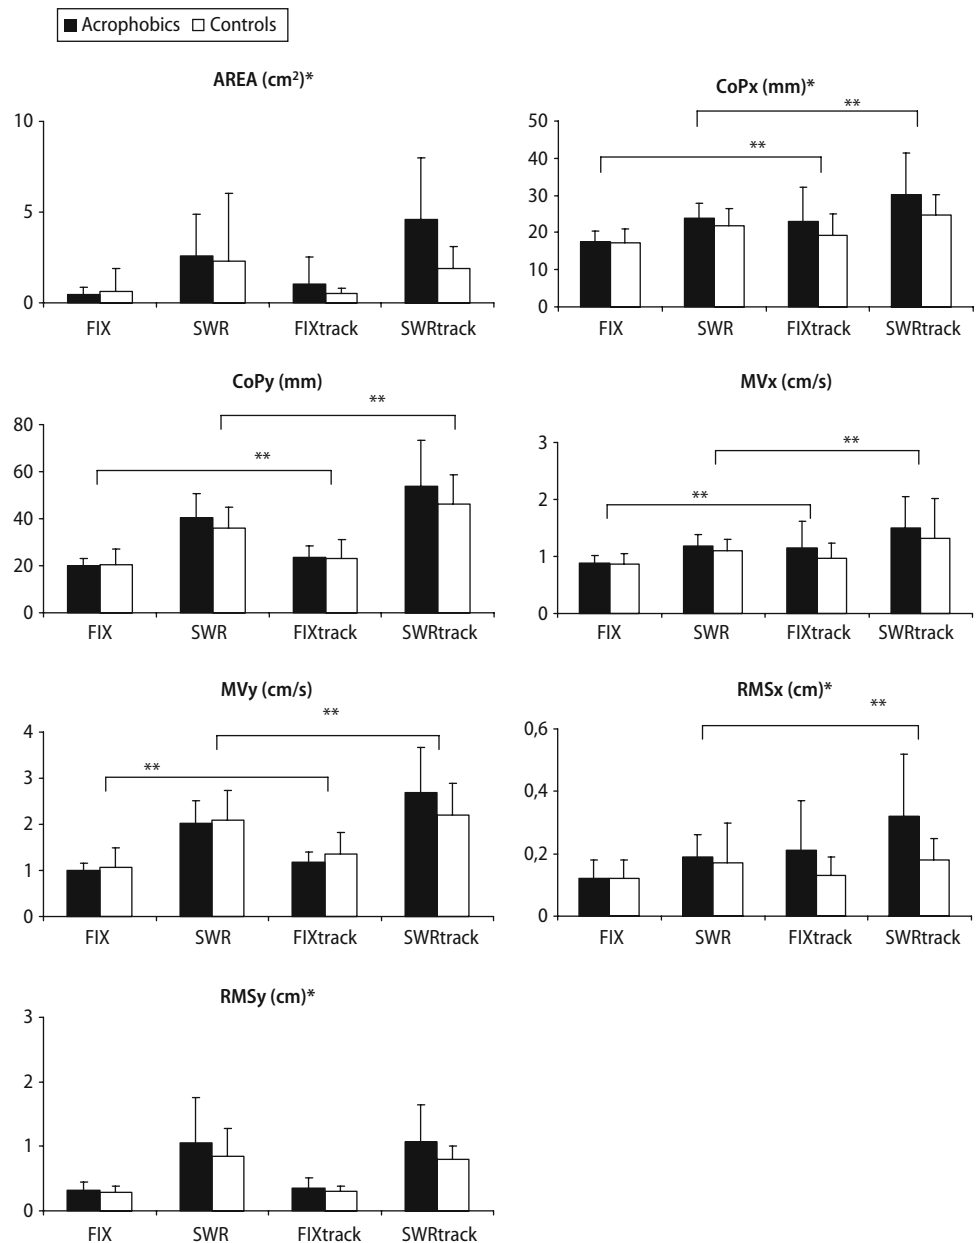 Acrophobics Controls
AREA (cm²)*
10
5
0
FIX SWR FIXtrack SWRtrack
CoPx (mm)*
**
**
50
40
30
20
10
0
FIX SWR FIXtrack SWRtrack
CoPy (mm)
**
**
80
60
40
20
0
FIX SWR FIXtrack SWRtrack
MVx (cm/s)
**
**
3
2
1
0
FIX SWR FIXtrack SWRtrack
MVy (cm/s)
**
**
4
3
2
1
0
FIX SWR FIXtrack SWRtrack
RMSx (cm)*
**
0,6
0,4
0,2
0
FIX SWR FIXtrack SWRtrack
RMSy (cm)*
3
2
1
0
FIX SWR FIXtrack SWRtrack